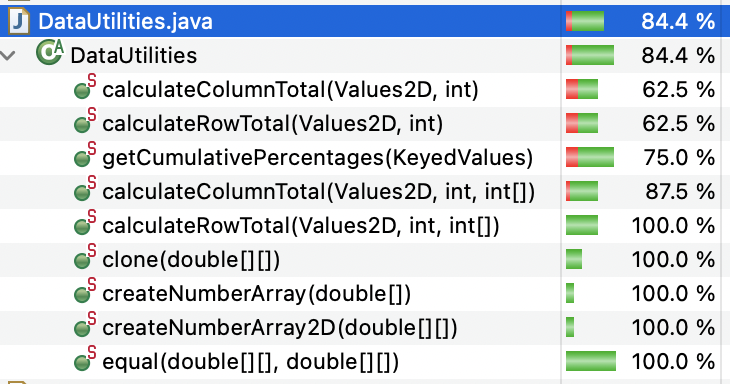 DataUtilities.java 84.4 %
DataUtilities 84.4 %
calculateColumnTotal(Values2D, int) 62.5 %
calculateRowTotal(Values2D, int) 62.5 %
getCumulativePercentages(KeyedValues) 75.0 %
calculateColumnTotal(Values2D, int, int[]) 87.5 %
calculateRowTotal(Values2D, int, int[]) 100.0 %
clone(double[][]) 100.0 %
createNumberArray(double[]) 100.0 %
createNumberArray2D(double[][]) 100.0 %
equal(double[][], double[][]) 100.0 %